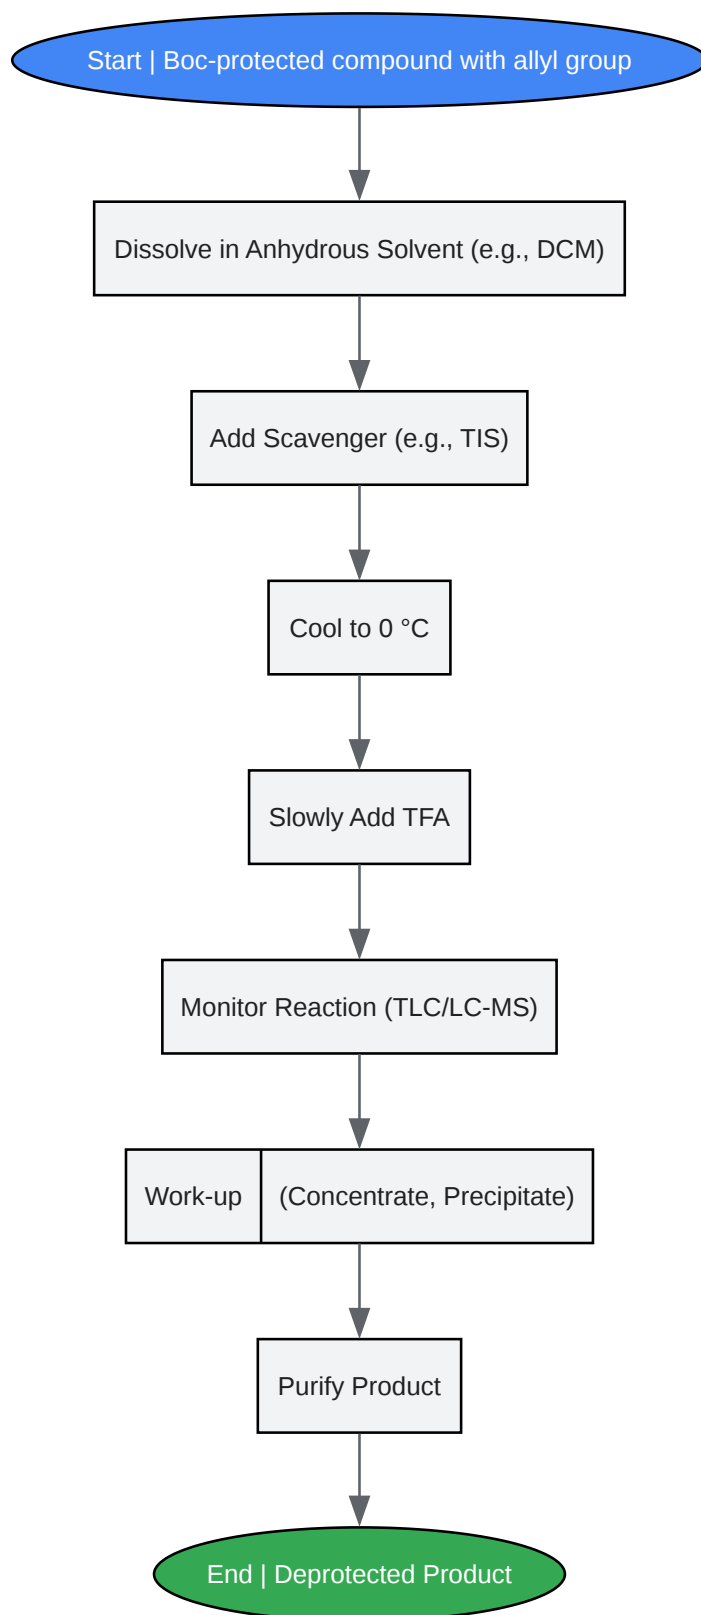 Start | Boc-protected compound with allyl group
Dissolve in Anhydrous Solvent (e.g., DCM)
Add Scavenger (e.g., TIS)
Cool to 0 °C
Slowly Add TFA
Monitor Reaction (TLC/LC-MS)
Work-up (Concentrate, Precipitate)
Purify Product
End | Deprotected Product